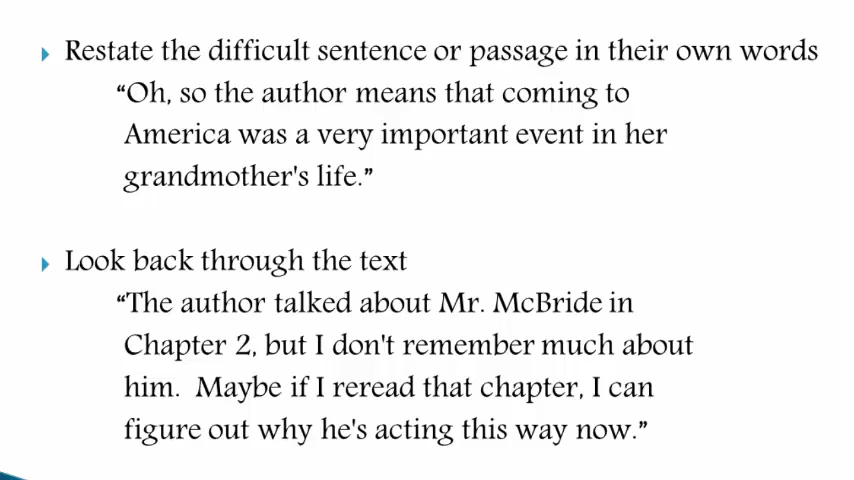 Restate the difficult sentence or passage in their own words
“Oh, so the author means that coming to
America was a very important event in her
grandmother's life.”
Look back through the text
“The author talked about Mr. McBride in
Chapter 2, but I don't remember much about
him.  Maybe if I reread that chapter, I can
figure out why he's acting this way now.”